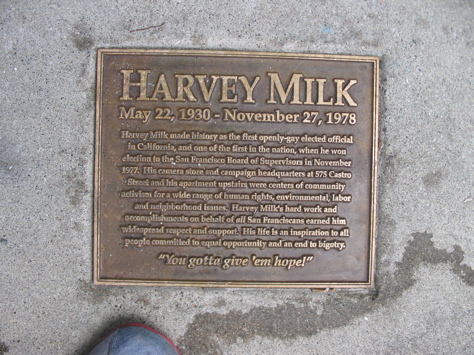 HARVEY MILK
May 22, 1930 - November 27, 1978
Harvey Milk made history as the first openly-gay elected official
in California, and one of the first in the nation, when he won
election to the San Francisco Board of Supervisors in November
1977. His camera store and campaign headquarters at 575 Castro
Street and his apartment upstairs were centers of community
activism for a wide range of human rights, environmental, labor
and neighborhood issues. Harvey Milk's hard work and
accomplishments on behalf of all San Franciscans earned him
widespread respect and support. His life is an inspiration to all
people committed to equal opportunity and an end to bigotry.
"You gotta give 'em hope!"